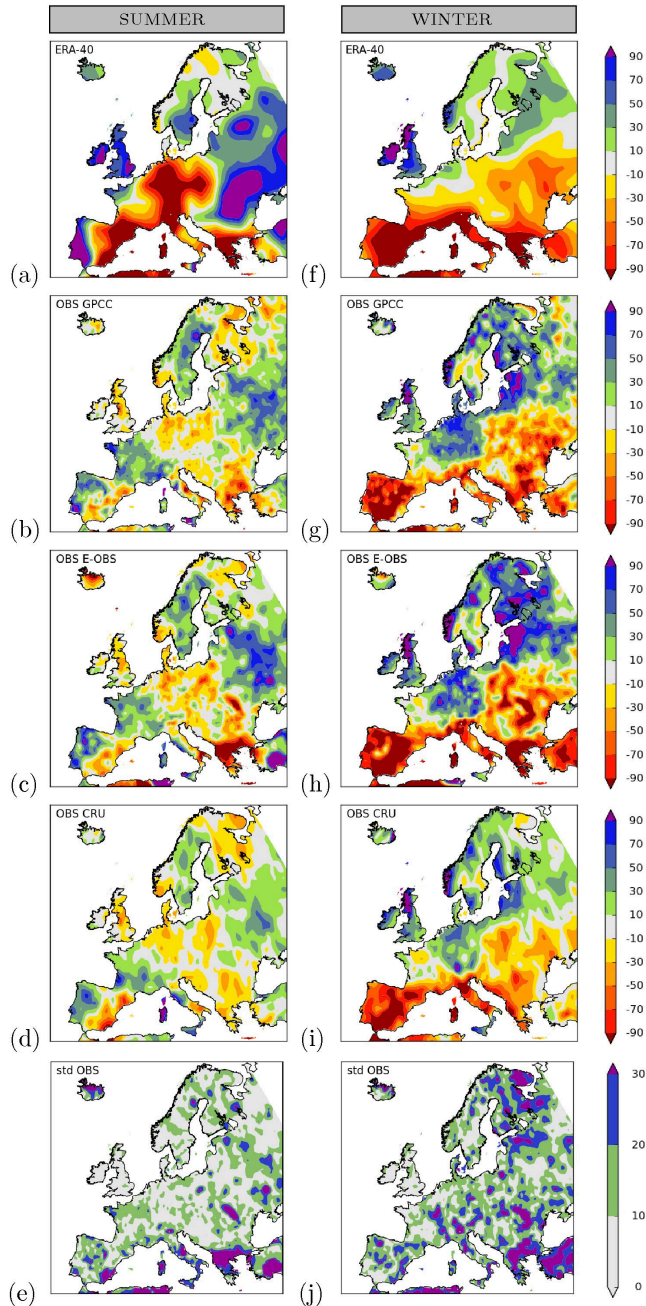 SUMMER
WINTER
ERA-40
ERA-40
90
70
50
30
10
-10
-30
-50
-70
-90
(a)
(f)
OBS GPCC
OBS GPCC
90
70
50
30
10
-10
-30
-50
-70
-90
(b)
(g)
OBS E-OBS
OBS E-OBS
90
70
50
30
10
-10
-30
-50
-70
-90
(c)
(h)
OBS CRU
OBS CRU
90
70
50
30
10
-10
-30
-50
-70
-90
(d)
(i)
std OBS
std OBS
30
20
10
0
(e)
(j)